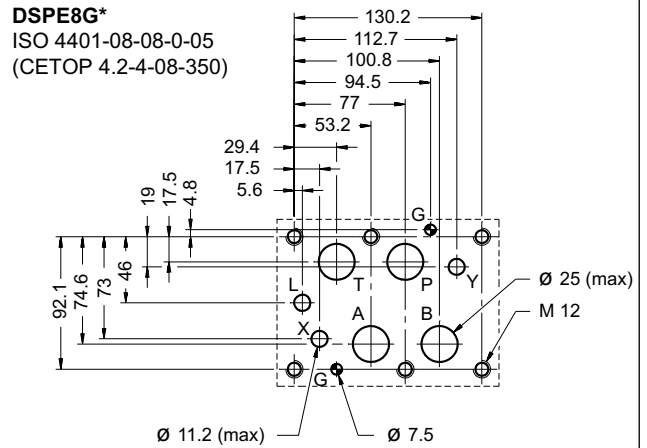 DSPE8G*
ISO 4401-08-08-0-05
(CETOP 4.2-4-08-350)
130.2
112.7
100.8
94.5
77
53.2
29.4
17.5
5.6
19
17.5
4.8
92.1
74.6
73
46
G
T
P
Y
L
X
A
B
G
Ø 25 (max)
M 12
Ø 11.2 (max)
Ø 7.5